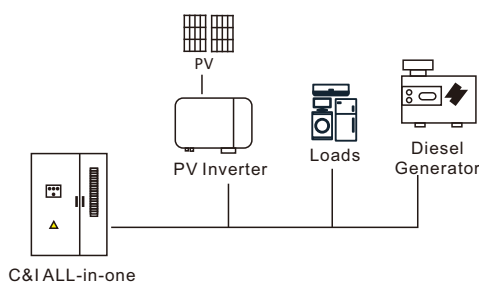 PV
PV Inverter
Loads
Diesel
Generator
C&I ALL-in-one